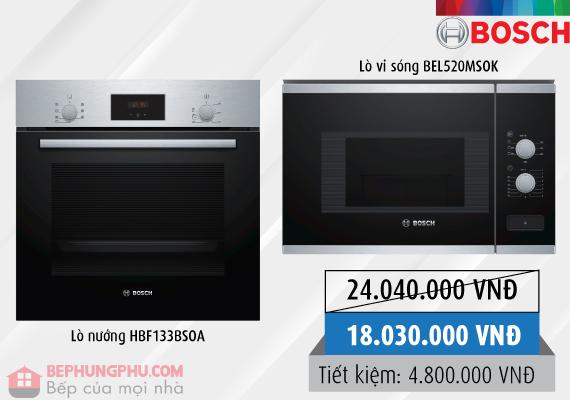 BOSCH
Lò vi sóng BEL520MS0K
BOSCH
BOSCH
Lò nướng HBF133BS0A
24.040.000 VNĐ
18.030.000 VNĐ
Tiết kiệm: 4.800.000 VNĐ
BEPHUNGPHU.COM
Bếp của mọi nhà